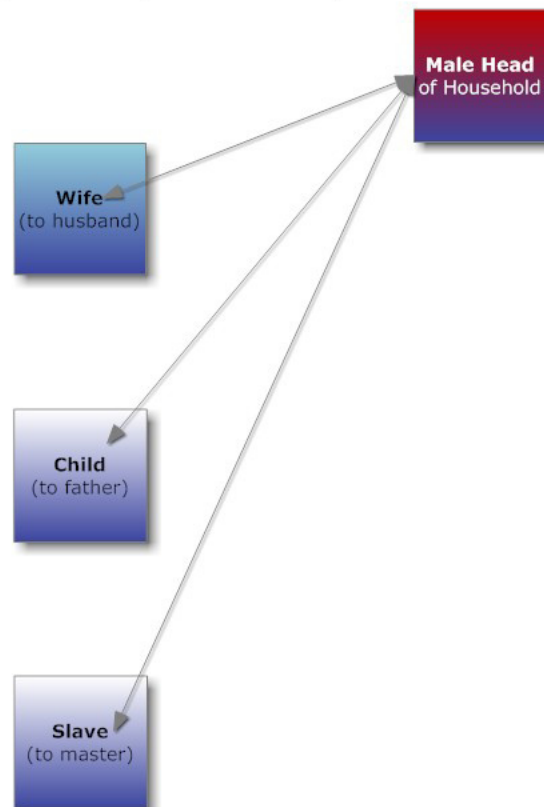 Male Head
of Household
Wife
(to husband)
Child
(to father)
Slave
(to master)